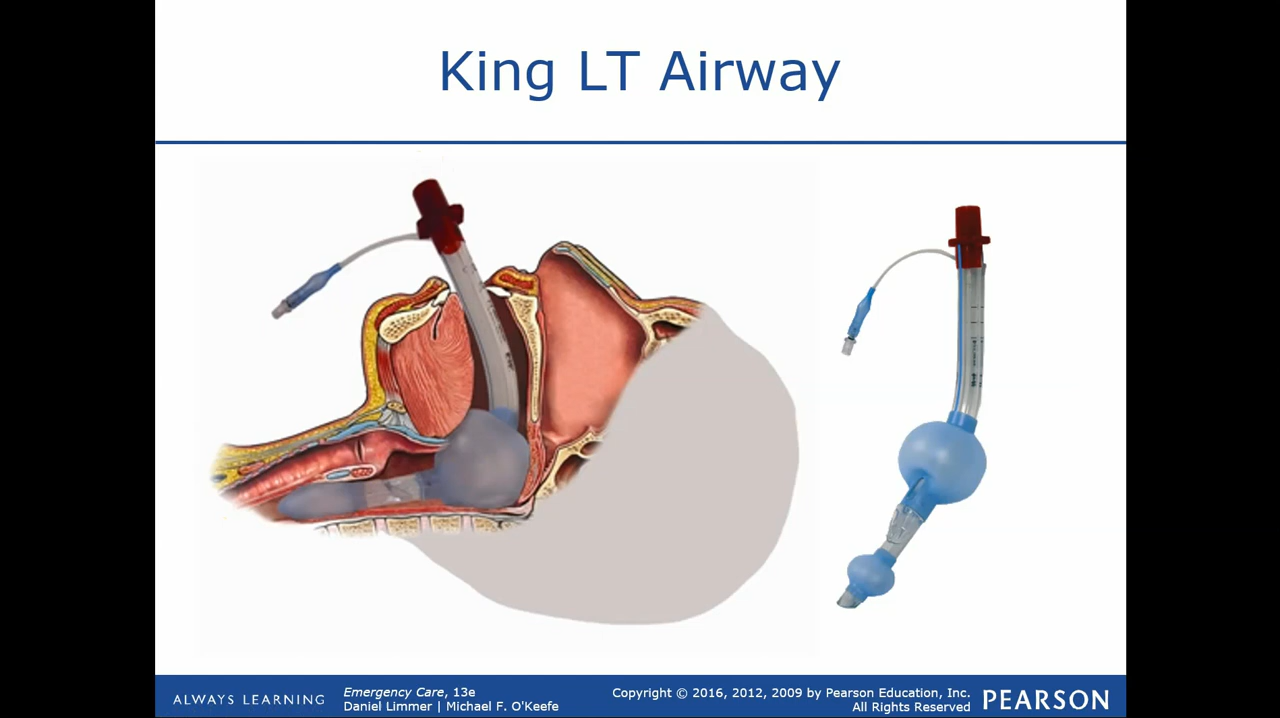 King LT Airway
ALWAYS LEARNING
Emergency Care, 13e
Daniel Limmer | Michael F. O'Keefe
Copyright © 2016, 2012, 2009 by Pearson Education, Inc.
All Rights Reserved
PEARSON